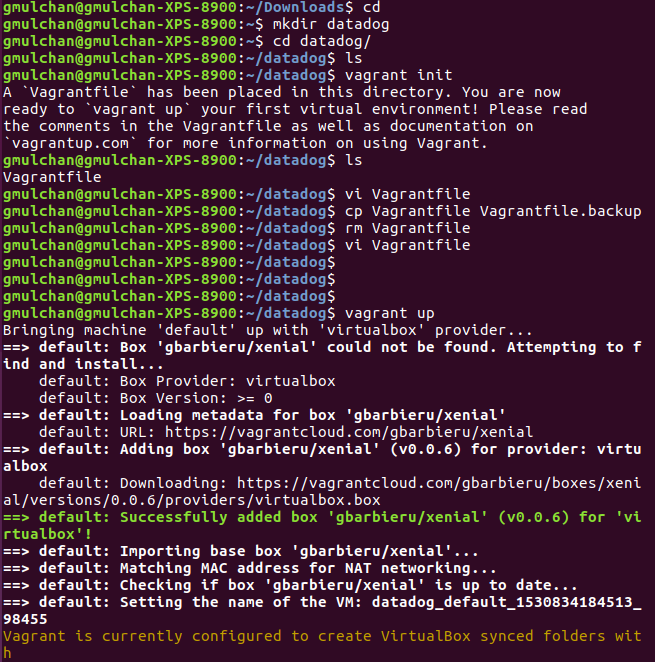 gmulchan@gmulchan-XPS-8900:~/Downloads$ cd
gmulchan@gmulchan-XPS-8900:~$ mkdir datadog
gmulchan@gmulchan-XPS-8900:~$ cd datadog/
gmulchan@gmulchan-XPS-8900:~/datadog$ ls
gmulchan@gmulchan-XPS-8900:~/datadog$ vagrant init
A `Vagrantfile` has been placed in this directory. You are now
ready to `vagrant up` your first virtual environment! Please read
the comments in the Vagrantfile as well as documentation on
`vagrantup.com` for more information on using Vagrant.
gmulchan@gmulchan-XPS-8900:~/datadog$ ls
Vagrantfile
gmulchan@gmulchan-XPS-8900:~/datadog$ vi Vagrantfile
gmulchan@gmulchan-XPS-8900:~/datadog$ cp Vagrantfile Vagrantfile.backup
gmulchan@gmulchan-XPS-8900:~/datadog$ rm Vagrantfile
gmulchan@gmulchan-XPS-8900:~/datadog$ vi Vagrantfile
gmulchan@gmulchan-XPS-8900:~/datadog$
gmulchan@gmulchan-XPS-8900:~/datadog$
gmulchan@gmulchan-XPS-8900:~/datadog$
gmulchan@gmulchan-XPS-8900:~/datadog$ vagrant up
Bringing machine 'default' up with 'virtualbox' provider...
==> default: Box 'gbarbieru/xenial' could not be found. Attempting to f
ind and install...
    default: Box Provider: virtualbox
    default: Box Version: >= 0
==> default: Loading metadata for box 'gbarbieru/xenial'
    default: URL: https://vagrantcloud.com/gbarbieru/xenial
==> default: Adding box 'gbarbieru/xenial' (v0.0.6) for provider: virtu
albox
    default: Downloading: https://vagrantcloud.com/gbarbieru/boxes/xeni
al/versions/0.0.6/providers/virtualbox.box
==> default: Successfully added box 'gbarbieru/xenial' (v0.0.6) for 'vi
rtualbox'!
==> default: Importing base box 'gbarbieru/xenial'...
==> default: Matching MAC address for NAT networking...
==> default: Checking if box 'gbarbieru/xenial' is up to date...
==> default: Setting the name of the VM: datadog_default_1530834184513_
98455
Vagrant is currently configured to create VirtualBox synced folders wit
h